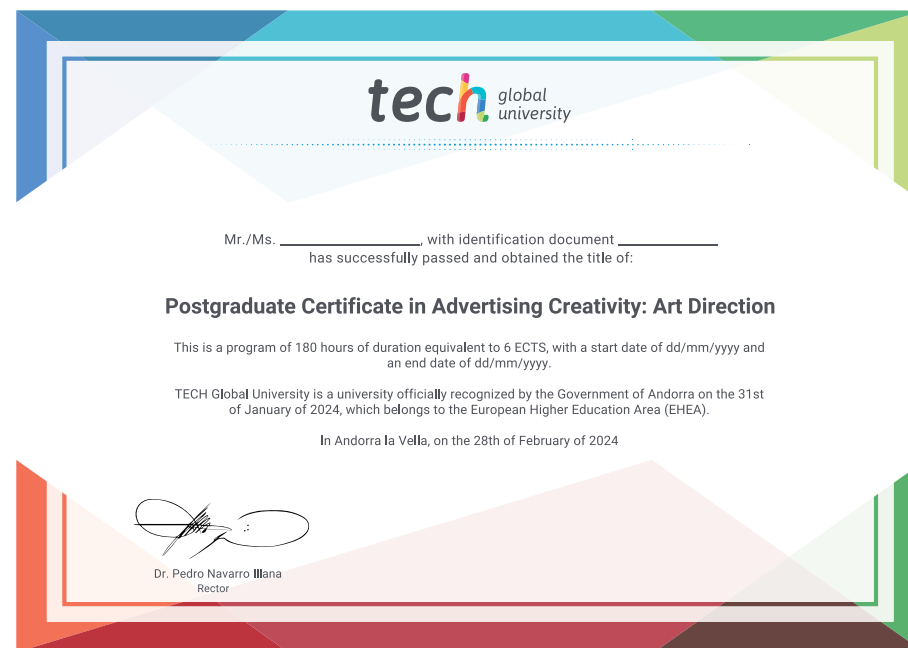 tech global
university
Mr./Ms. ____________, with identification document ____________
has successfully passed and obtained the title of:
Postgraduate Certificate in Advertising Creativity: Art Direction
This is a program of 180 hours of duration equivalent to 6 ECTS, with a start date of dd/mm/yyyy and
an end date of dd/mm/yyyy.
TECH Global University is a university officially recognized by the Government of Andorra on the 31st
of January of 2024, which belongs to the European Higher Education Area (EHEA).
In Andorra la Vella, on the 28th of February of 2024
Dr. Pedro Navarro Illana
Rector